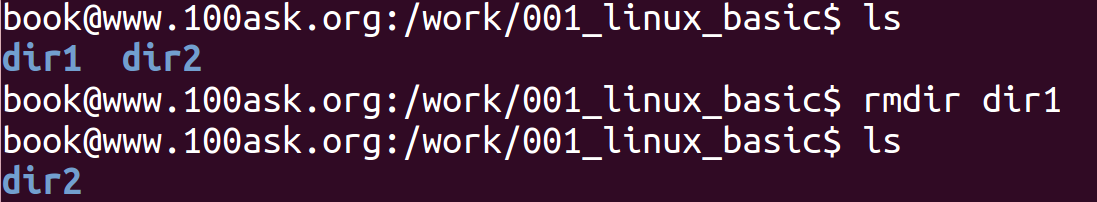 book@www.100ask.org:/work/001_linux_basic$ ls
dir1  dir2
book@www.100ask.org:/work/001_linux_basic$ rmdir dir1
book@www.100ask.org:/work/001_linux_basic$ ls
dir2